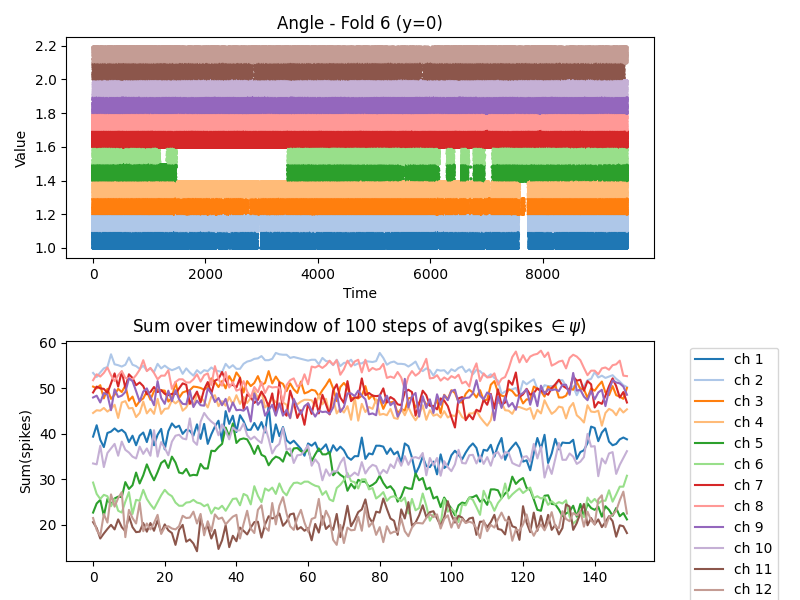 Angle - Fold 6 (y=0)
2.2
2.0
1.8
1.6
1.4
1.2
1.0
Value
0 2000 4000 6000 8000
Time
Sum over timewindow of 100 steps of avg(spikes ∈ ψ)
60
50
40
30
20
Sum(spikes)
0 20 40 60 80 100 120 140
ch 1
ch 2
ch 3
ch 4
ch 5
ch 6
ch 7
ch 8
ch 9
ch 10
ch 11
ch 12